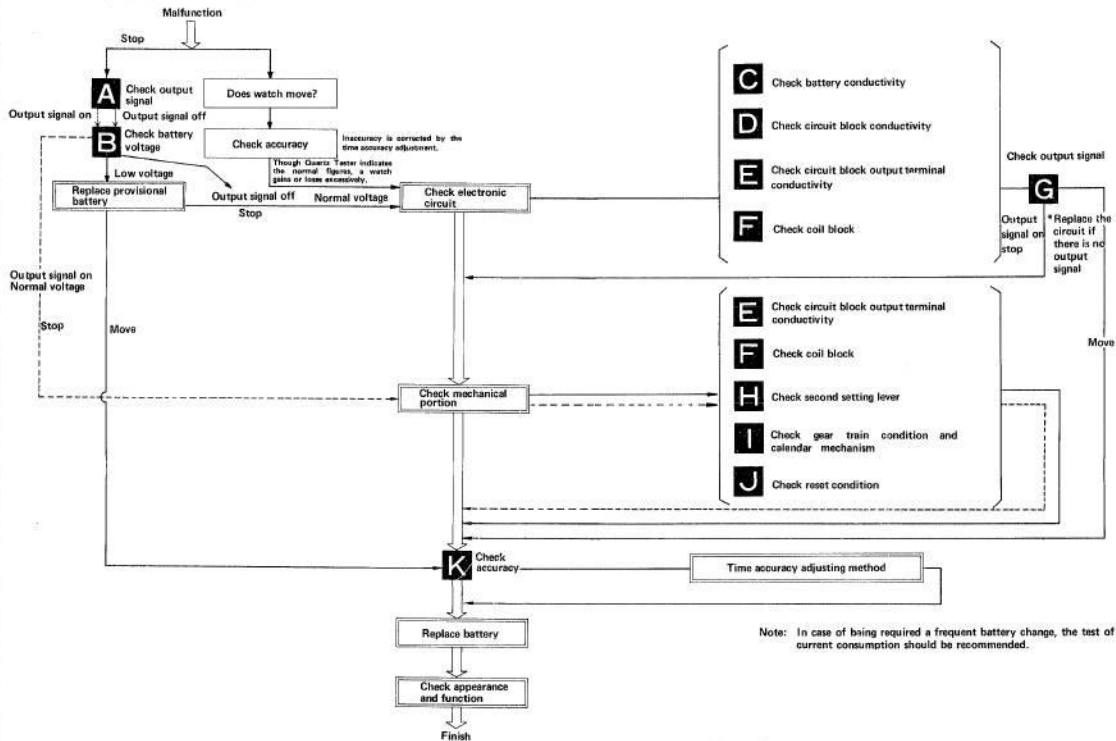 Malfunction
Stop
A
Check output
signal
Does watch move?
Output signal on
Output signal off
B
Check battery
voltage
Check accuracy
Inaccuracy is corrected by the
time accuracy adjustment.
Low voltage
Though Quartz Tester indicates
the normal figures, a watch
gains or loses excessively.
Replace provisional
battery
Output signal off
Stop
Normal voltage
Check electronic
circuit
C
Check battery conductivity
D
Check circuit block conductivity
E
Check circuit block output terminal
conductivity
F
Check coil block
Check output signal
G
Output
signal on
stop
*Replace the
circuit if
there is no
output
signal
Output signal on
Normal voltage
Stop
Move
Move
E
Check circuit block output terminal
conductivity
F
Check coil block
Check mechanical
portion
H
Check second setting lever
I
Check gear train condition and
calendar mechanism
J
Check reset condition
K
Check
accuracy
Time accuracy adjusting method
Replace battery
Note: In case of being required a frequent battery change, the test of
current consumption should be recommended.
Check appearance
and function
Finish